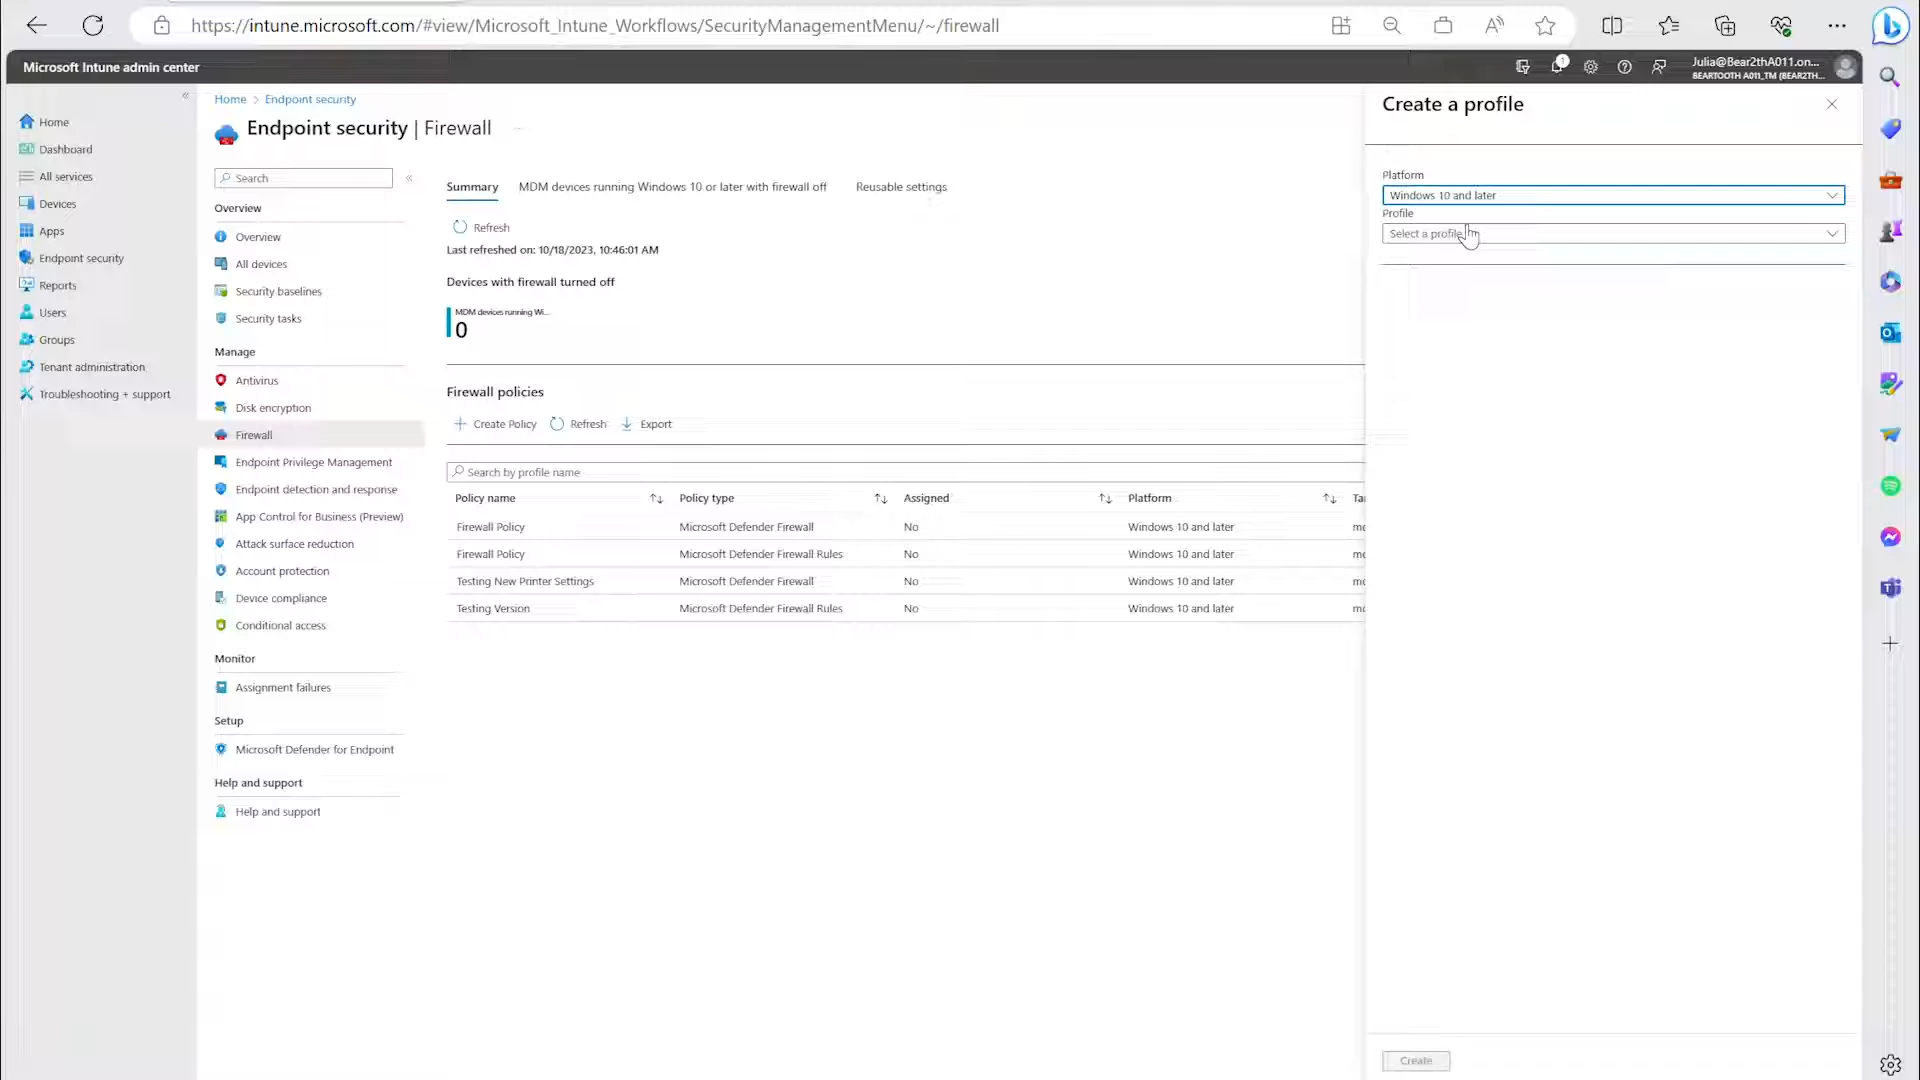 https://intune.microsoft.com/#view/Microsoft_Intune_Workflows/SecurityManagementMenu/~/firewall
Microsoft Intune admin center
1
Julia@Bear2thA011.on...
BEARTOOTH A011_TM (BEAR2TH...
Home
Dashboard
All services
Devices
Apps
Endpoint security
Reports
Users
Groups
Tenant administration
Troubleshooting + support
Home > Endpoint security
Endpoint security | Firewall
Search
Overview
Overview
All devices
Security baselines
Security tasks
Manage
Antivirus
Disk encryption
Firewall
Endpoint Privilege Management
Endpoint detection and response
App Control for Business (Preview)
Attack surface reduction
Account protection
Device compliance
Conditional access
Monitor
Assignment failures
Setup
Microsoft Defender for Endpoint
Help and support
Help and support
Summary MDM devices running Windows 10 or later with firewall off Reusable settings
Refresh
Last refreshed on: 10/18/2023, 10:46:01 AM
Devices with firewall turned off
MDM devices running Wi...
0
Firewall policies
Create Policy Refresh Export
Search by profile name
Policy name Policy type Assigned Platform Ta
Firewall Policy Microsoft Defender Firewall No Windows 10 and later
Firewall Policy Microsoft Defender Firewall Rules No Windows 10 and later
Testing New Printer Settings Microsoft Defender Firewall No Windows 10 and later
Testing Version Microsoft Defender Firewall Rules No Windows 10 and later
Create a profile
Platform
Windows 10 and later
Profile
Select a profile
Create